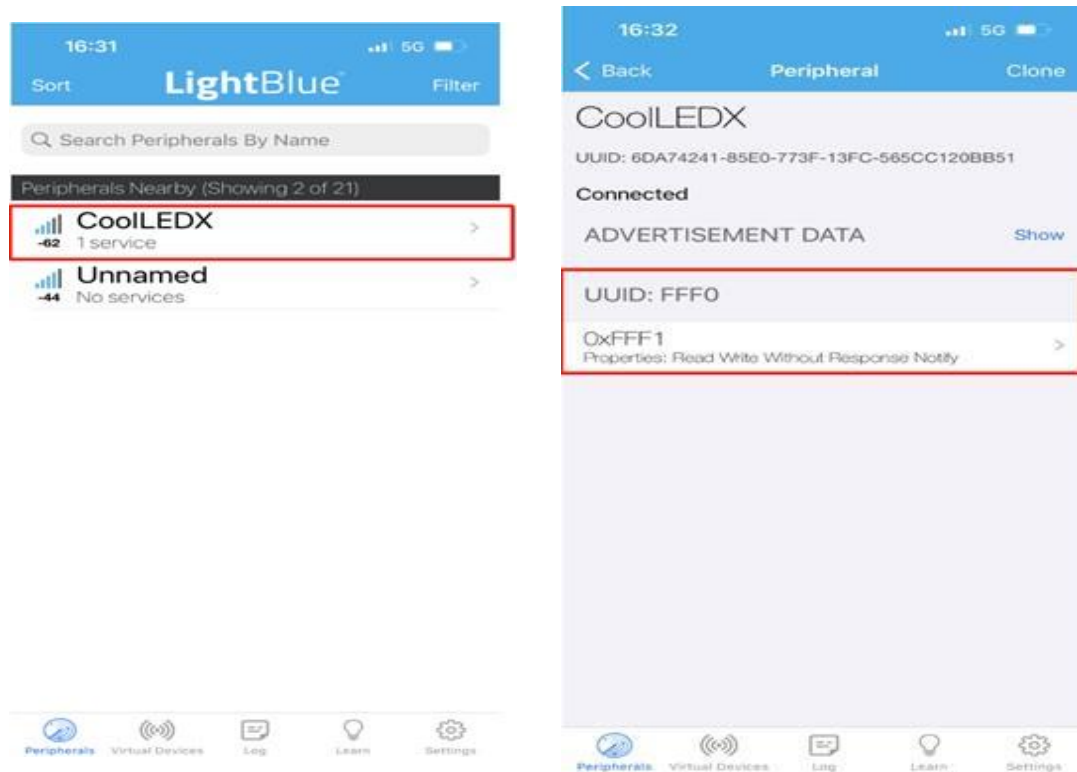 16:31
5G
Sort
LightBlue
Filter
Search Peripherals By Name
Peripherals Nearby (Showing 2 of 21)
CoolLEDX
-62
1 service
Unnamed
-44
No services
Peripherals
Virtual Devices
Log
Learn
Settings
16:32
5G
Back
Peripheral
Clone
CoolLEDX
UUID: 6DA74241-85E0-773F-13FC-565CC120BB51
Connected
ADVERTISEMENT DATA
Show
UUID: FFF0
0xFFF1
Properties: Read Write Without Response Notify
Peripherals
Virtual Devices
Log
Learn
Settings